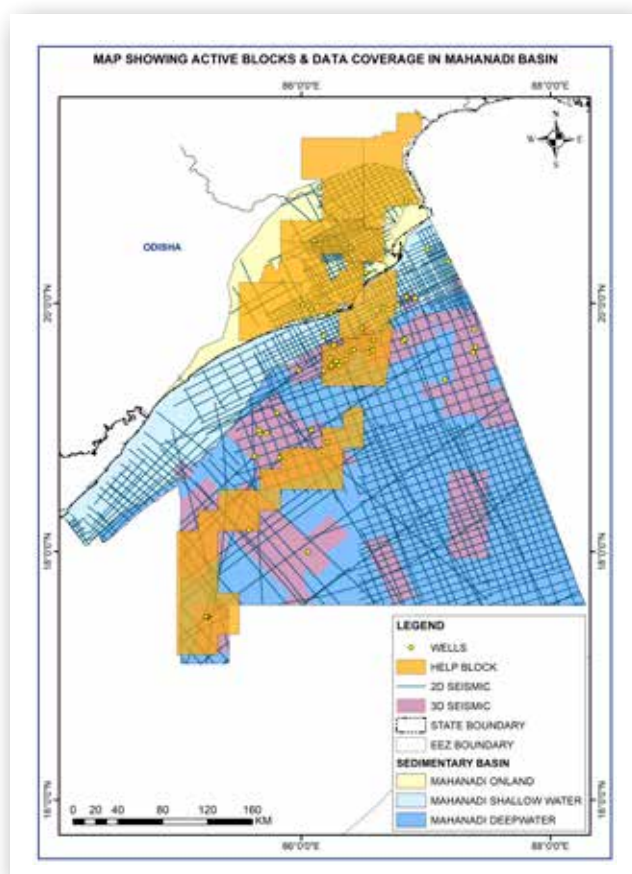 MAP SHOWING ACTIVE BLOCKS & DATA COVERAGE IN MAHANADI BASIN
86°0'0"E 88°0'0"E
N
W E
S
ODISHA
20°0'0"N 20°0'0"N
18°0'0"N 18°0'0"N
LEGEND
WELLS
HELP BLOCK
2D SEISMIC
3D SEISMIC
STATE BOUNDARY
EEZ BOUNDARY
SEDIMENTARY BASIN
MAHANADI ONLAND
MAHANADI SHALLOW WATER
MAHANADI DEEPWATER
16°0'0"N 16°0'0"N
0 10 20 40 80 120 160
KM
86°0'0"E 88°0'0"E